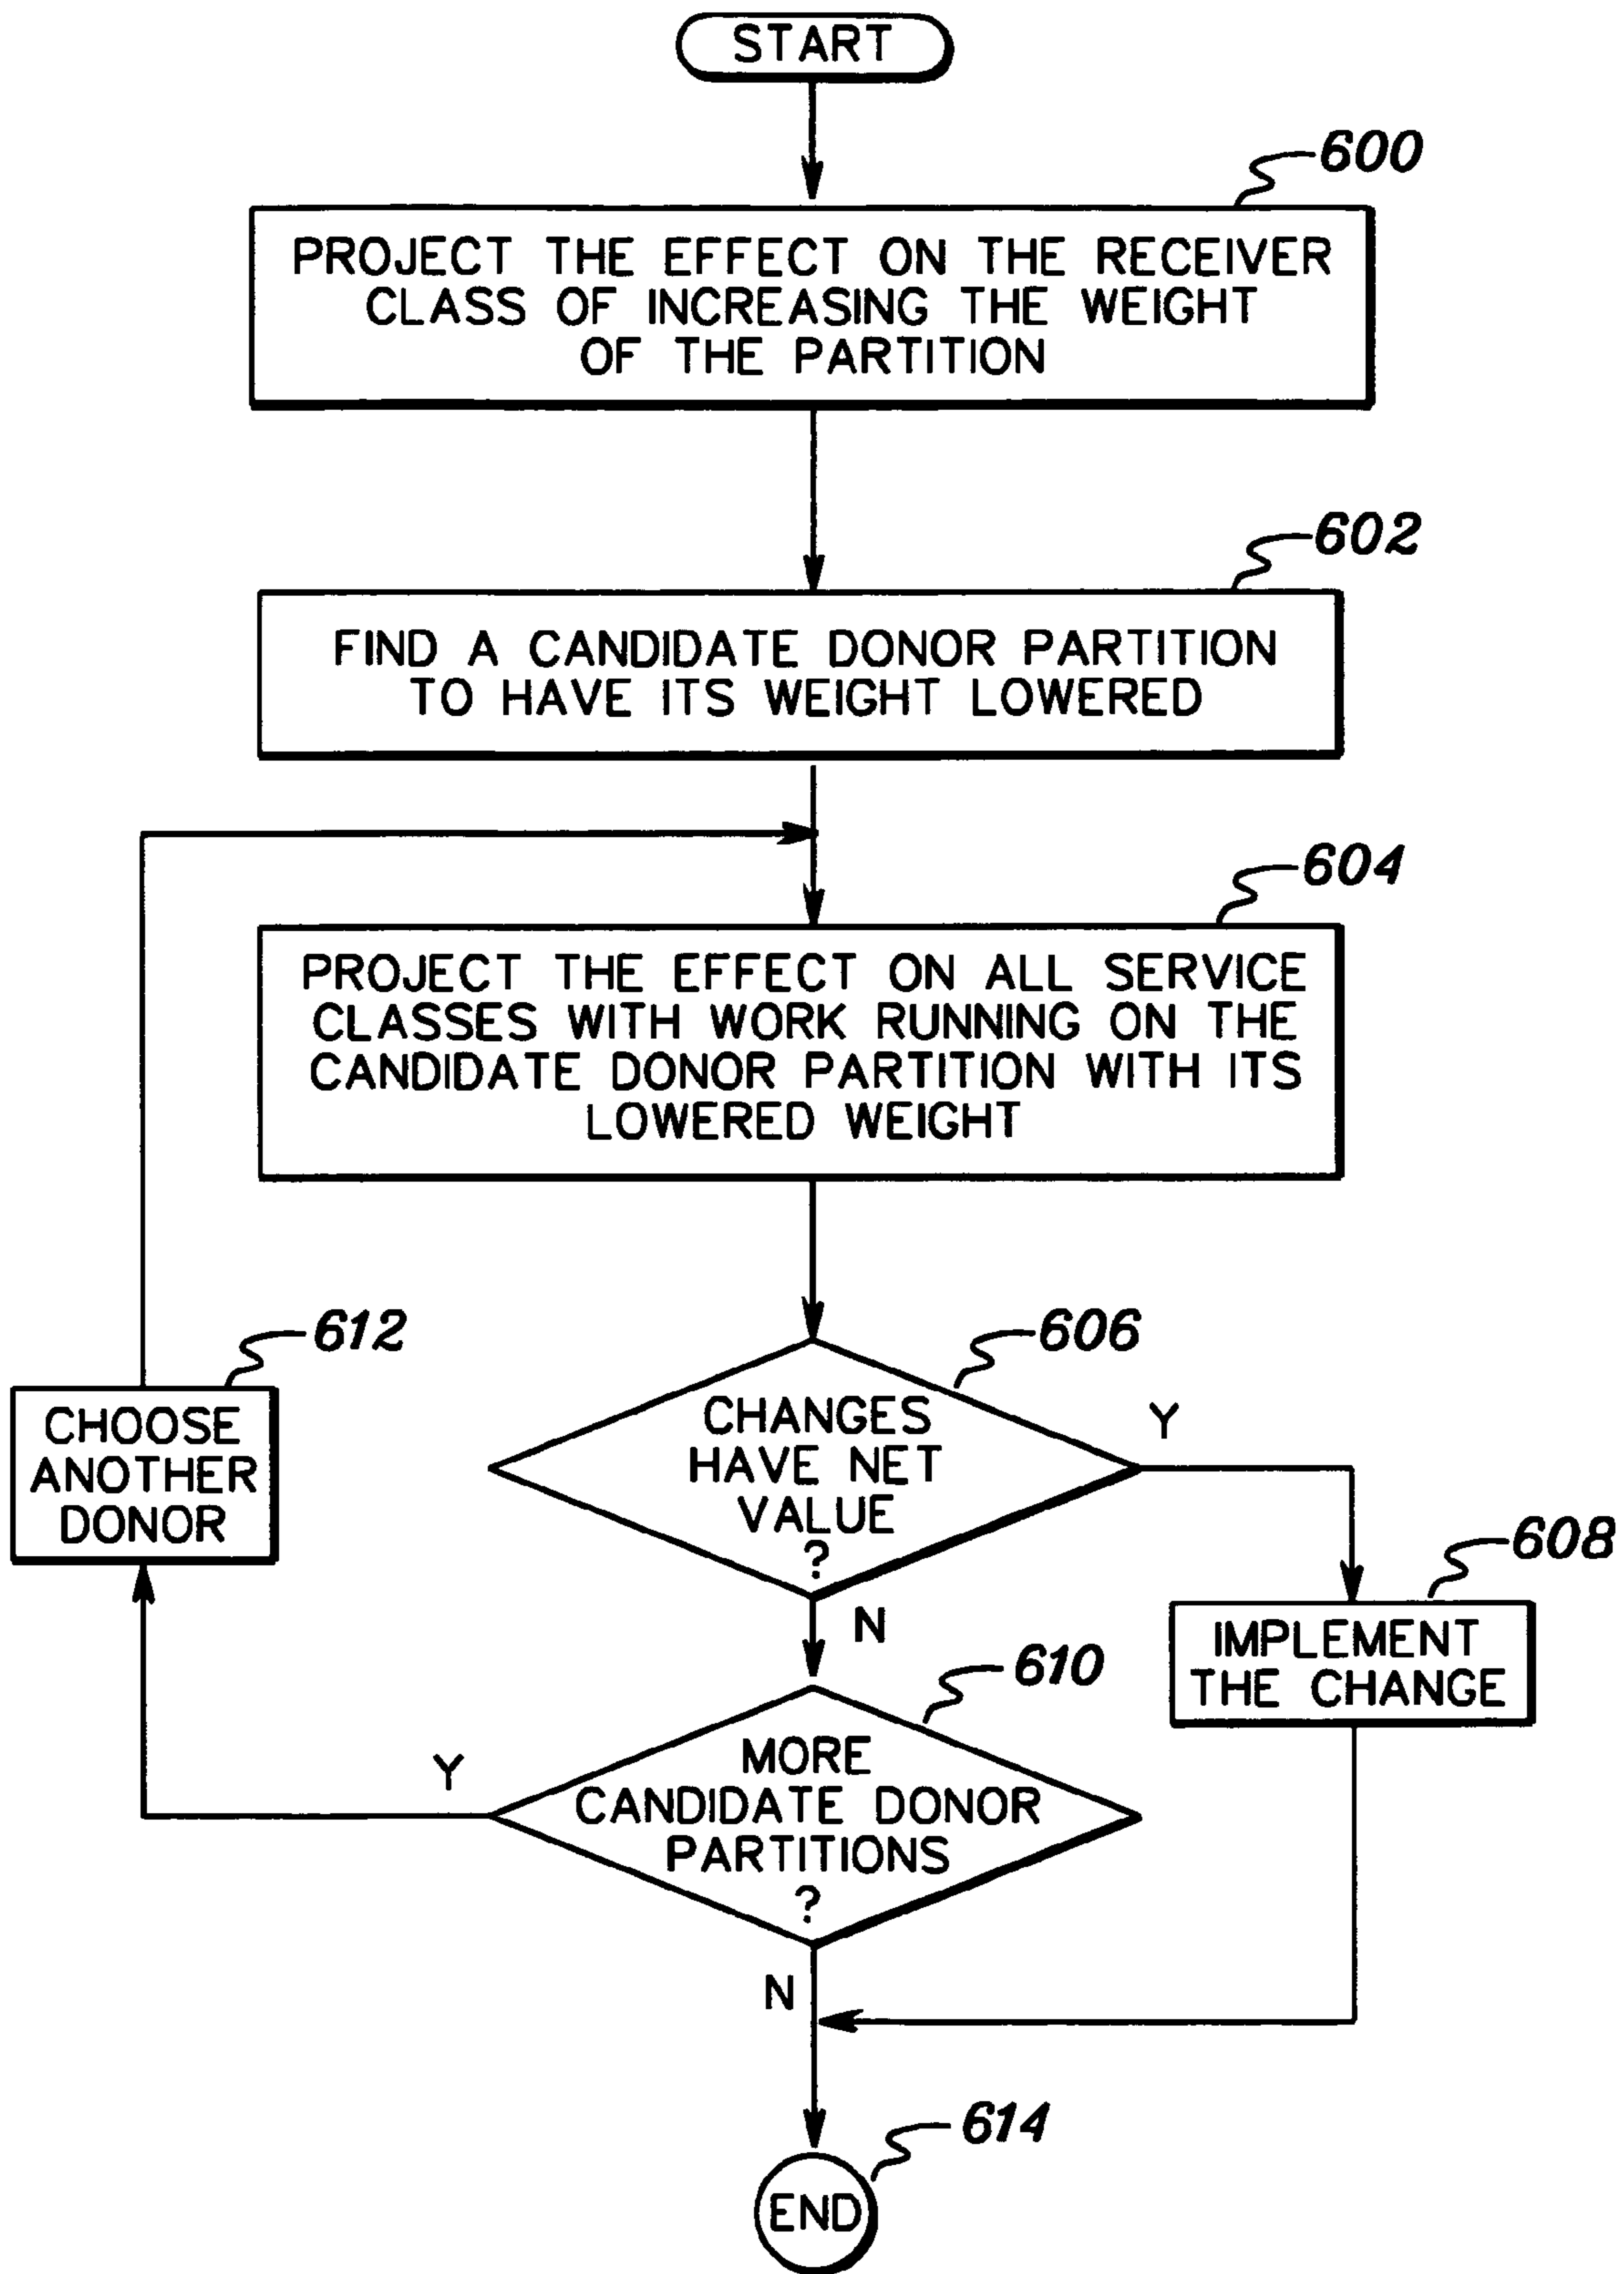 START
600
PROJECT THE EFFECT ON THE RECEIVER
CLASS OF INCREASING THE WEIGHT
OF THE PARTITION
602
FIND A CANDIDATE DONOR PARTITION
TO HAVE ITS WEIGHT LOWERED
604
PROJECT THE EFFECT ON ALL SERVICE
CLASSES WITH WORK RUNNING ON THE
CANDIDATE DONOR PARTITION WITH ITS
LOWERED WEIGHT
606
CHANGES
HAVE NET
VALUE
?
Y
N
612
CHOOSE
ANOTHER
DONOR
608
IMPLEMENT
THE CHANGE
610
MORE
CANDIDATE DONOR
PARTITIONS
?
Y
N
614
END